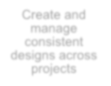 Create and
manage
consistent
designs across
projects